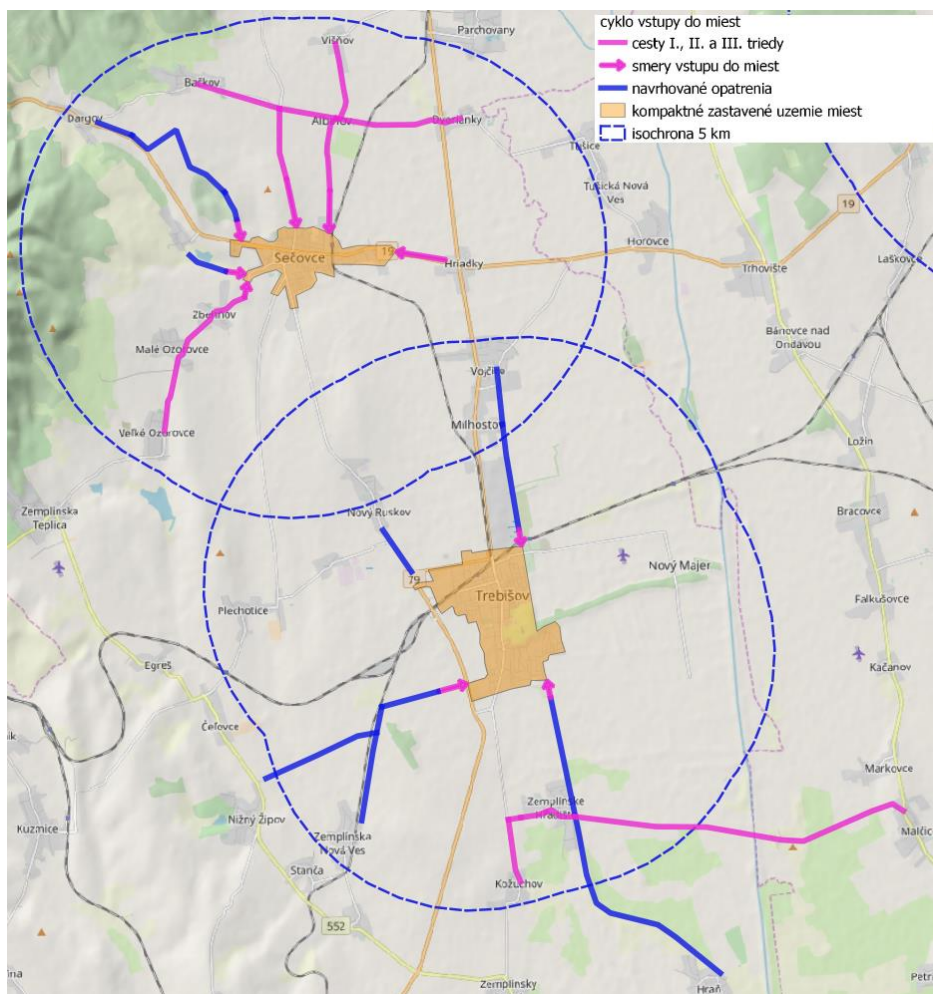 cyklo vstupy do miest
cesty I., II. a III. triedy
smery vstupu do miest
navrhované opatrenia
kompaktné zastavené uzemie miest
isochrona 5 km
Parchovany
Višňov
Bačkov
Dargov
Albinov
Dvorianky
Tušice
Tušická Nová
Ves
19
Sečovce
19
Hriadky
Horovce
Trhovište
Laškovce
Zbehňov
Malé Ozorovce
Bánovce nad
Ondavou
Vojčice
Milhostov
Veľké Ozorovce
Ložín
Zemplínska
Teplica
Nový Ruskov
Bracovce
79
Trebišov
Nový Majer
Plechotice
Falkušovce
Egreš
Kačanov
Čeľovce
Markovce
Kuzmice
Nižný Žipov
Zemplínska
Nová Ves
Zemplínske
Hradište
Malčice
Stanča
Kožuchov
552
Zemplínsky
Hraň